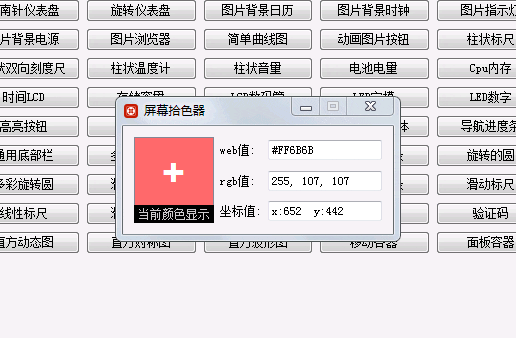 南针仪表盘 旋转仪表盘 图片背景日历 图片背景时钟 图片指示灯
片背景电源 图片浏览器 简单曲线图 动画图片按钮 柱状标尺
状双向刻度尺 柱状温度计 柱状音量 电池电量 Cpu内存
时间LCD LED数字
屏幕拾色器
高亮按钮 体 导航进度条
web值: #FF6B6B
通用底部栏 旋转的圆
rgb值: 255, 107, 107
多彩旋转圆 滑动标尺
当前颜色显示 坐标值: x:652 y:442
线性标尺 验证码
直方动态图 直方对称图 直方波形图 移动容器 面板容器